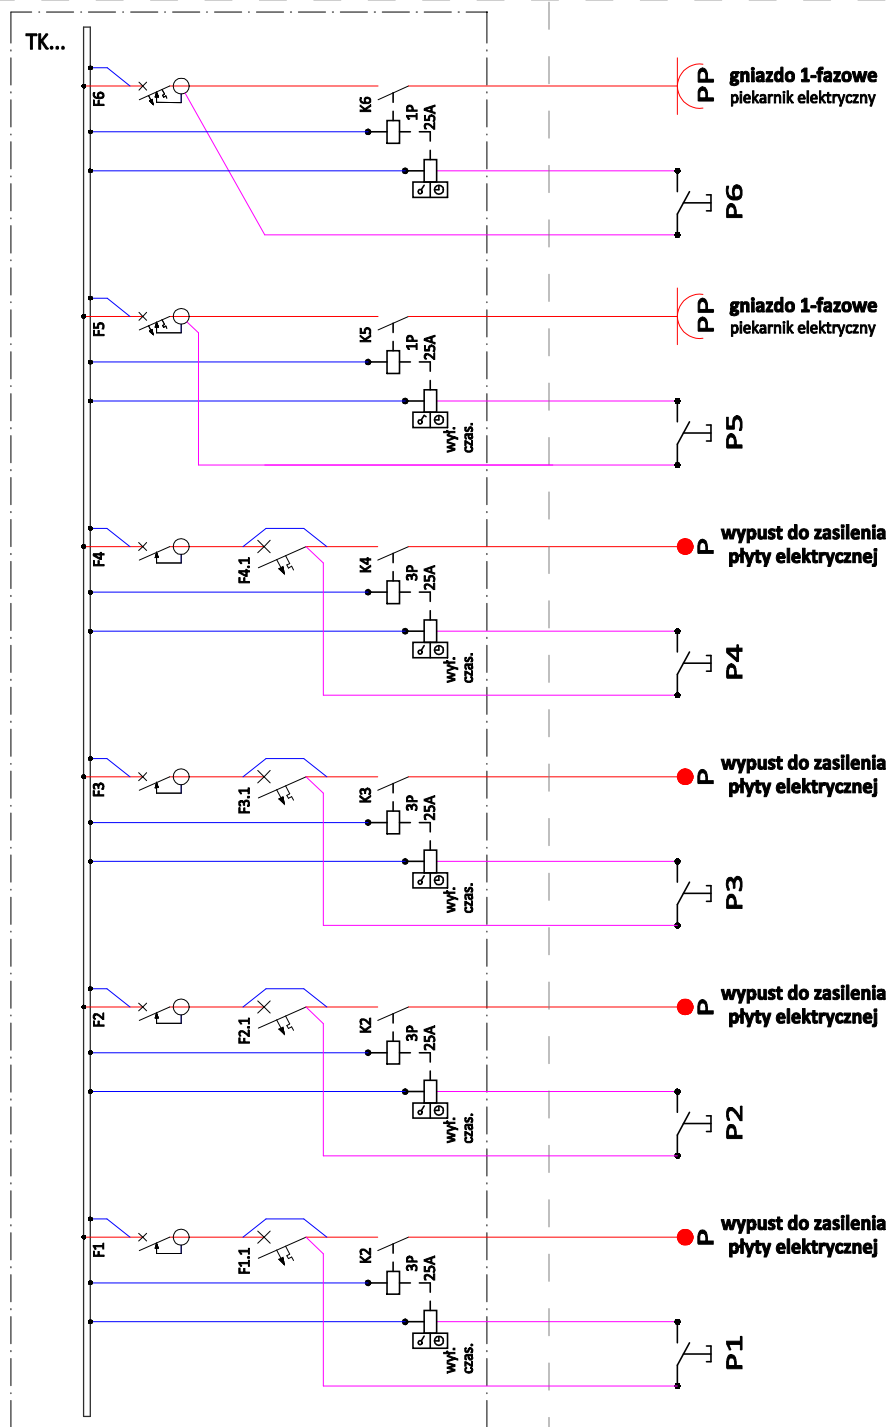 TK...
F6
K6
1P
25A
PP
gniazdo 1-fazowe
piekarnik elektryczny
P6
F5
K5
1P
25A
wył.
czas.
PP
gniazdo 1-fazowe
piekarnik elektryczny
P5
F4
F4.1
K4
3P
25A
wył.
czas.
P
wypust do zasilenia
płyty elektrycznej
P4
F3
F3.1
K3
3P
25A
wył.
czas.
P
wypust do zasilenia
płyty elektrycznej
P3
F2
F2.1
K2
3P
25A
wył.
czas.
P
wypust do zasilenia
płyty elektrycznej
P2
F1
F1.1
K2
3P
25A
wył.
czas.
P
wypust do zasilenia
płyty elektrycznej
P1